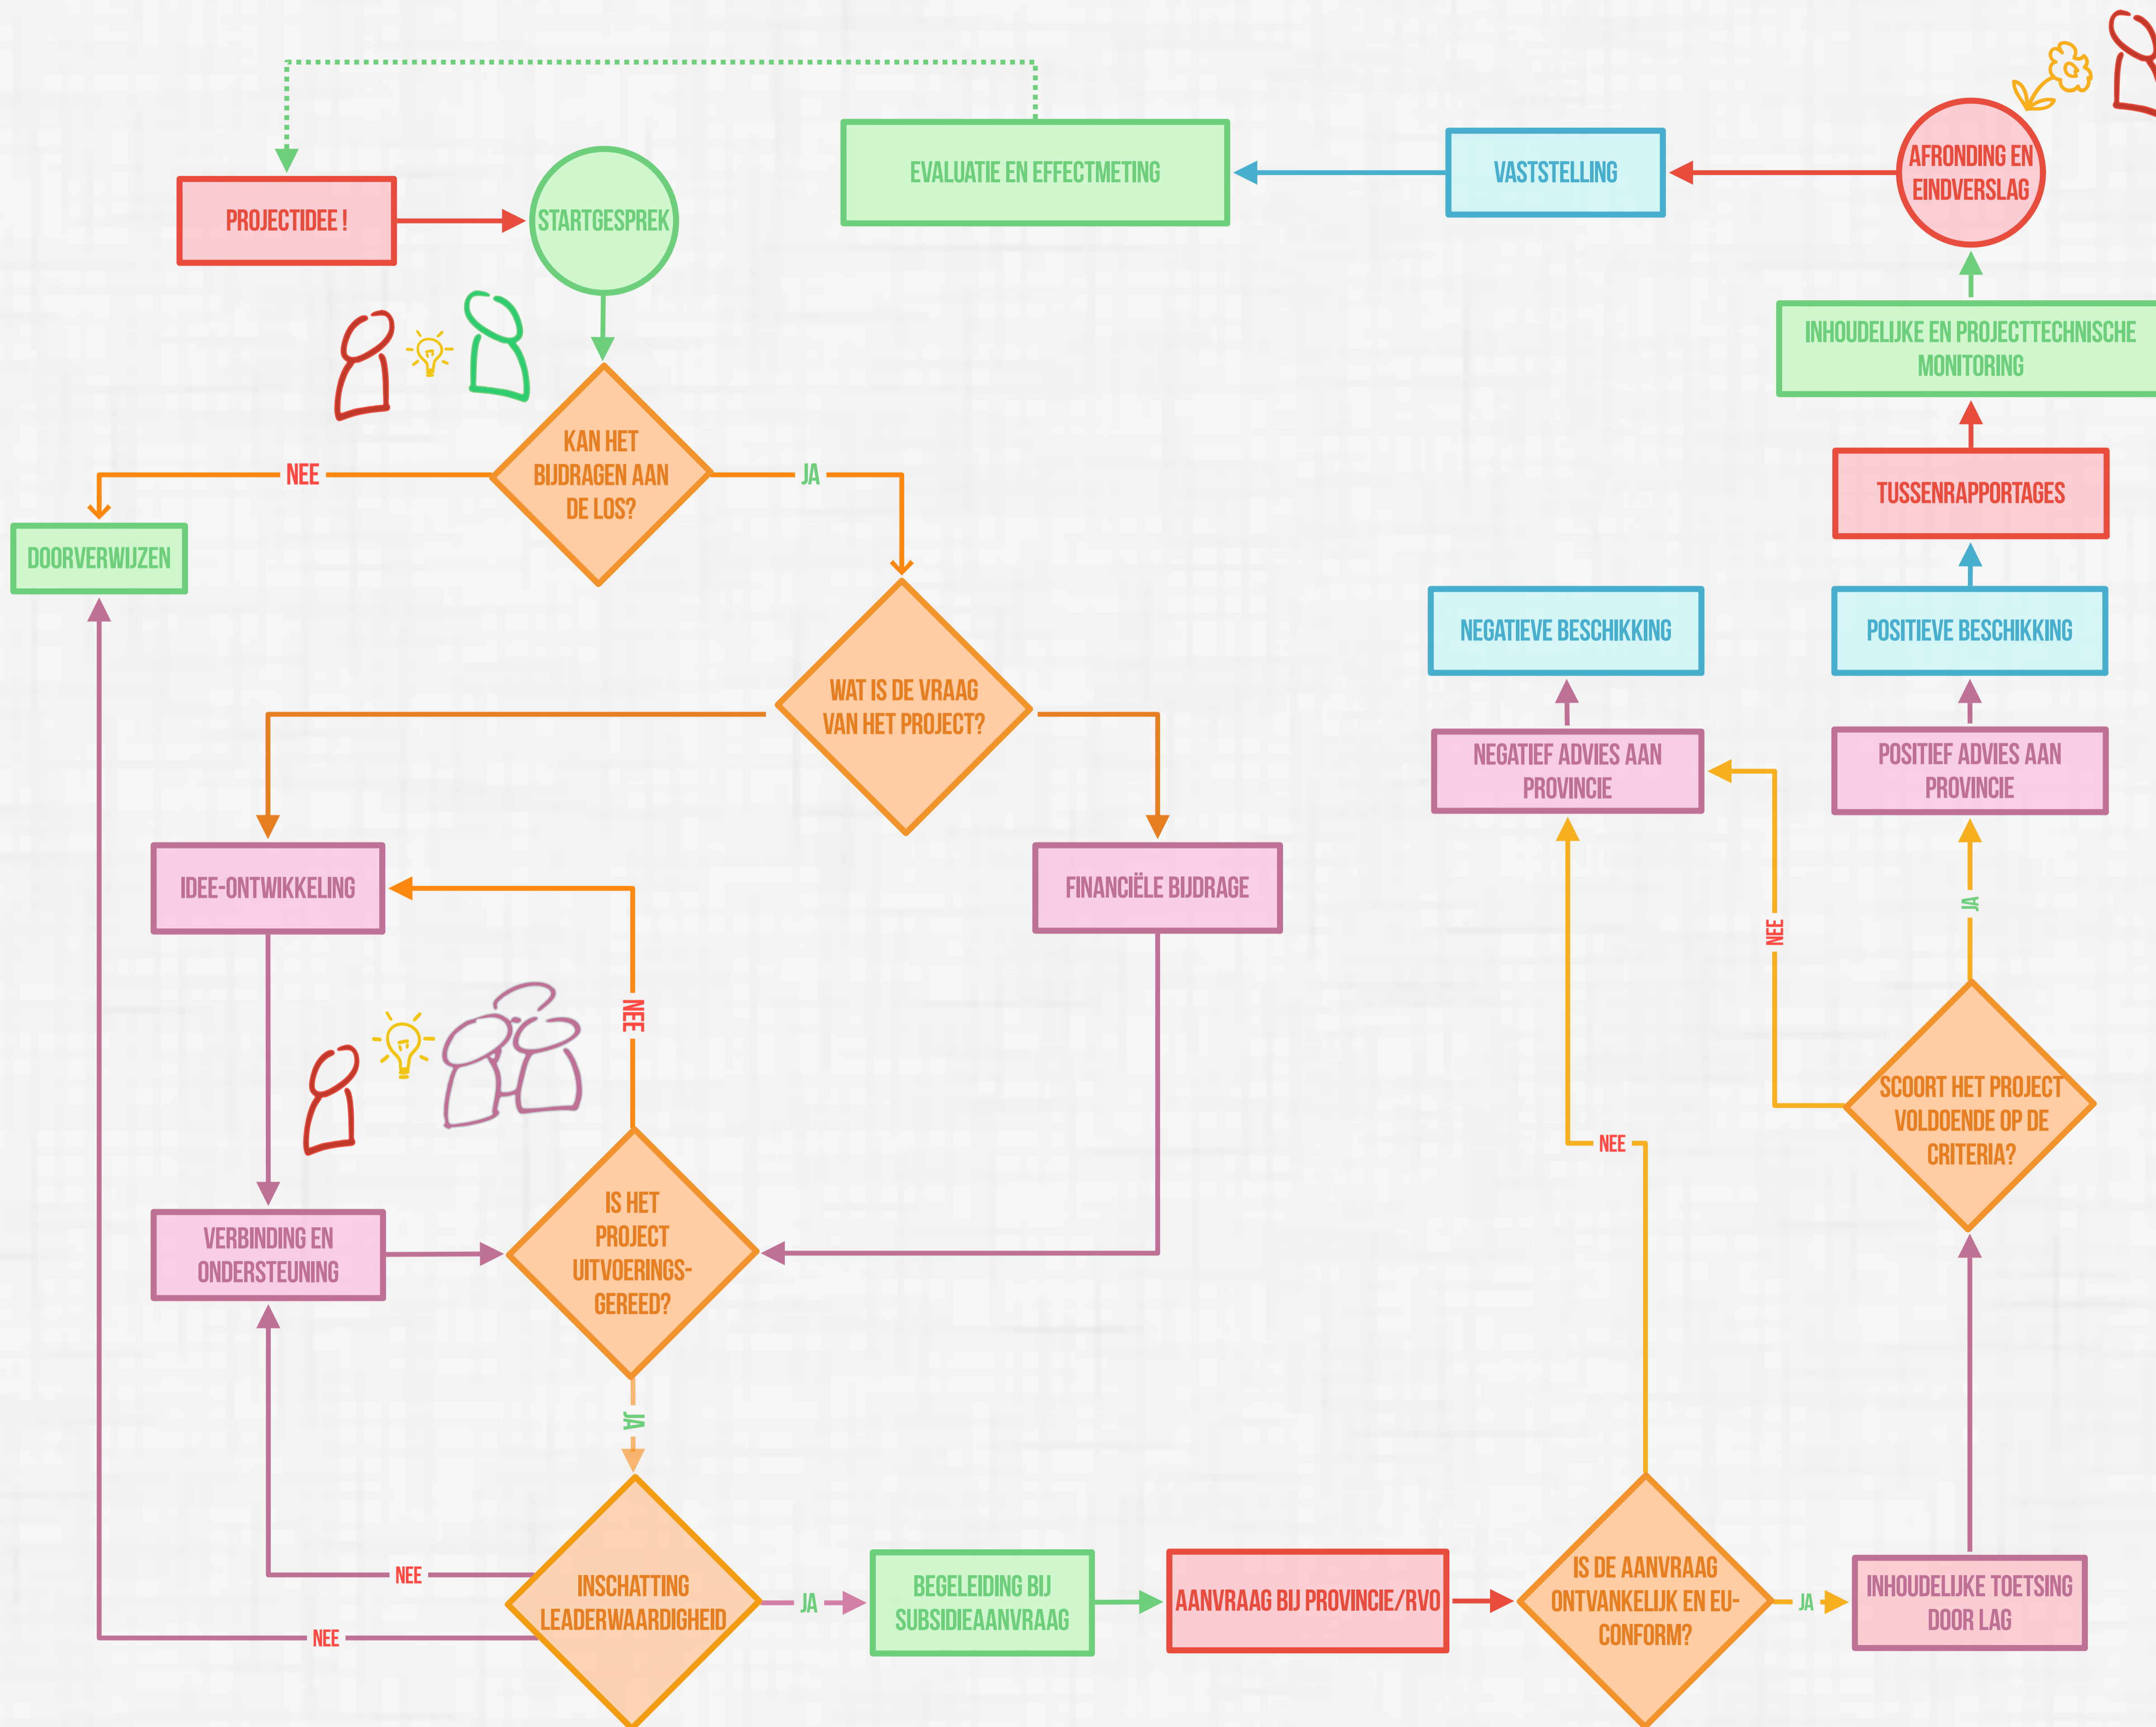 PROJECTIDEE !
STARTGESPREK
KAN HET
BIJDRAGEN AAN
DE LOS?
NEE
JA
DOORVERWIJZEN
WAT IS DE VRAAG
VAN HET PROJECT?
IDEE-ONTWIKKELING
FINANCIËLE BIJDRAGE
NEE
VERBINDING EN
ONDERSTEUNING
IS HET
PROJECT
UITVOERINGS-
GEREED?
JA
INSCHATTING
LEADERWAARDIGHEID
NEE
NEE
JA
BEGELEIDING BIJ
SUBSIDIEAANVRAAG
AANVRAAG BIJ PROVINCIE/RVO
IS DE AANVRAAG
ONTVANKELIJK EN EU-
CONFORM?
NEE
JA
INHOUDELIJKE TOETSING
DOOR LAG
SCOORT HET PROJECT
VOLDOENDE OP DE
CRITERIA?
NEE
JA
NEGATIEF ADVIES AAN
PROVINCIE
NEGATIEVE BESCHIKKING
POSITIEF ADVIES AAN
PROVINCIE
POSITIEVE BESCHIKKING
TUSSENRAPPORTAGES
INHOUDELIJKE EN PROJECTTECHNISCHE
MONITORING
AFRONDING EN
EINDVERSLAG
VASTSTELLING
EVALUATIE EN EFFECTMETING